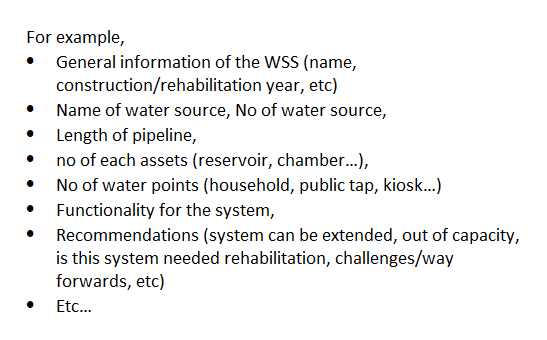 For example,
• General information of the WSS (name,
construction/rehabilitation year, etc)
• Name of water source, No of water source,
• Length of pipeline,
• no of each assets (reservoir, chamber...),
• No of water points (household, public tap, kiosk...)
• Functionality for the system,
• Recommendations (system can be extended, out of capacity,
is this system needed rehabilitation, challenges/way
forwards, etc)
• Etc...